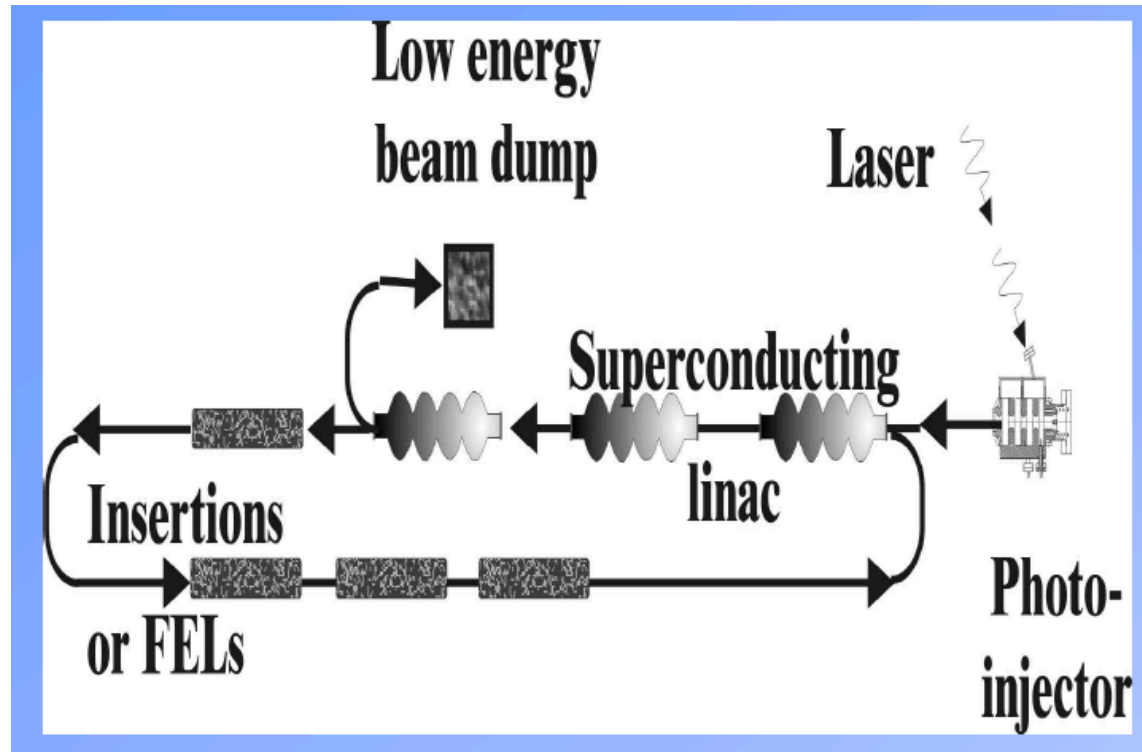 Low energy
beam dump
Laser
Superconducting
linac
Insertions
or FELs
Photo-
injector